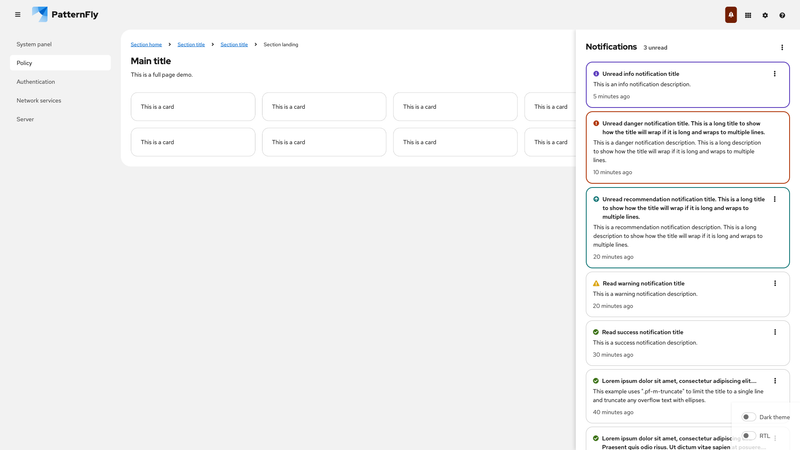 PatternFly
System panel
Policy
Authentication
Network services
Server
Section home
Section title
Section title
Section landing
Main title
This is a full page demo.
This is a card
This is a card
This is a card
This is a card
This is a card
This is a card
This is a card
This is a card
Notifications 3 unread
Unread info notification title
This is an info notification description.
5 minutes ago
Unread danger notification title. This is a long title to show
how the title will wrap if it is long and wraps to multiple lines.
This is a danger notification description. This is a long description
to show how the title will wrap if it is long and wraps to multiple
lines.
10 minutes ago
Unread recommendation notification title. This is a long title
to show how the title will wrap if it is long and wraps to
multiple lines.
This is a recommendation notification description. This is a long
description to show how the title will wrap if it is long and wraps to
multiple lines.
20 minutes ago
Read warning notification title
This is a warning notification description.
20 minutes ago
Read success notification title
This is a success notification description.
30 minutes ago
Lorem ipsum dolor sit amet, consectetur adipiscing elit....
This example uses ".pf-m-truncate" to limit the title to a single line
and truncate any overflow text with ellipses.
40 minutes ago
Lorem ipsum dolor sit amet, consectetur adipiscing
Praesent quis odio risus. Ut dictum vitae sapien at posuere...
Dark theme
RTL